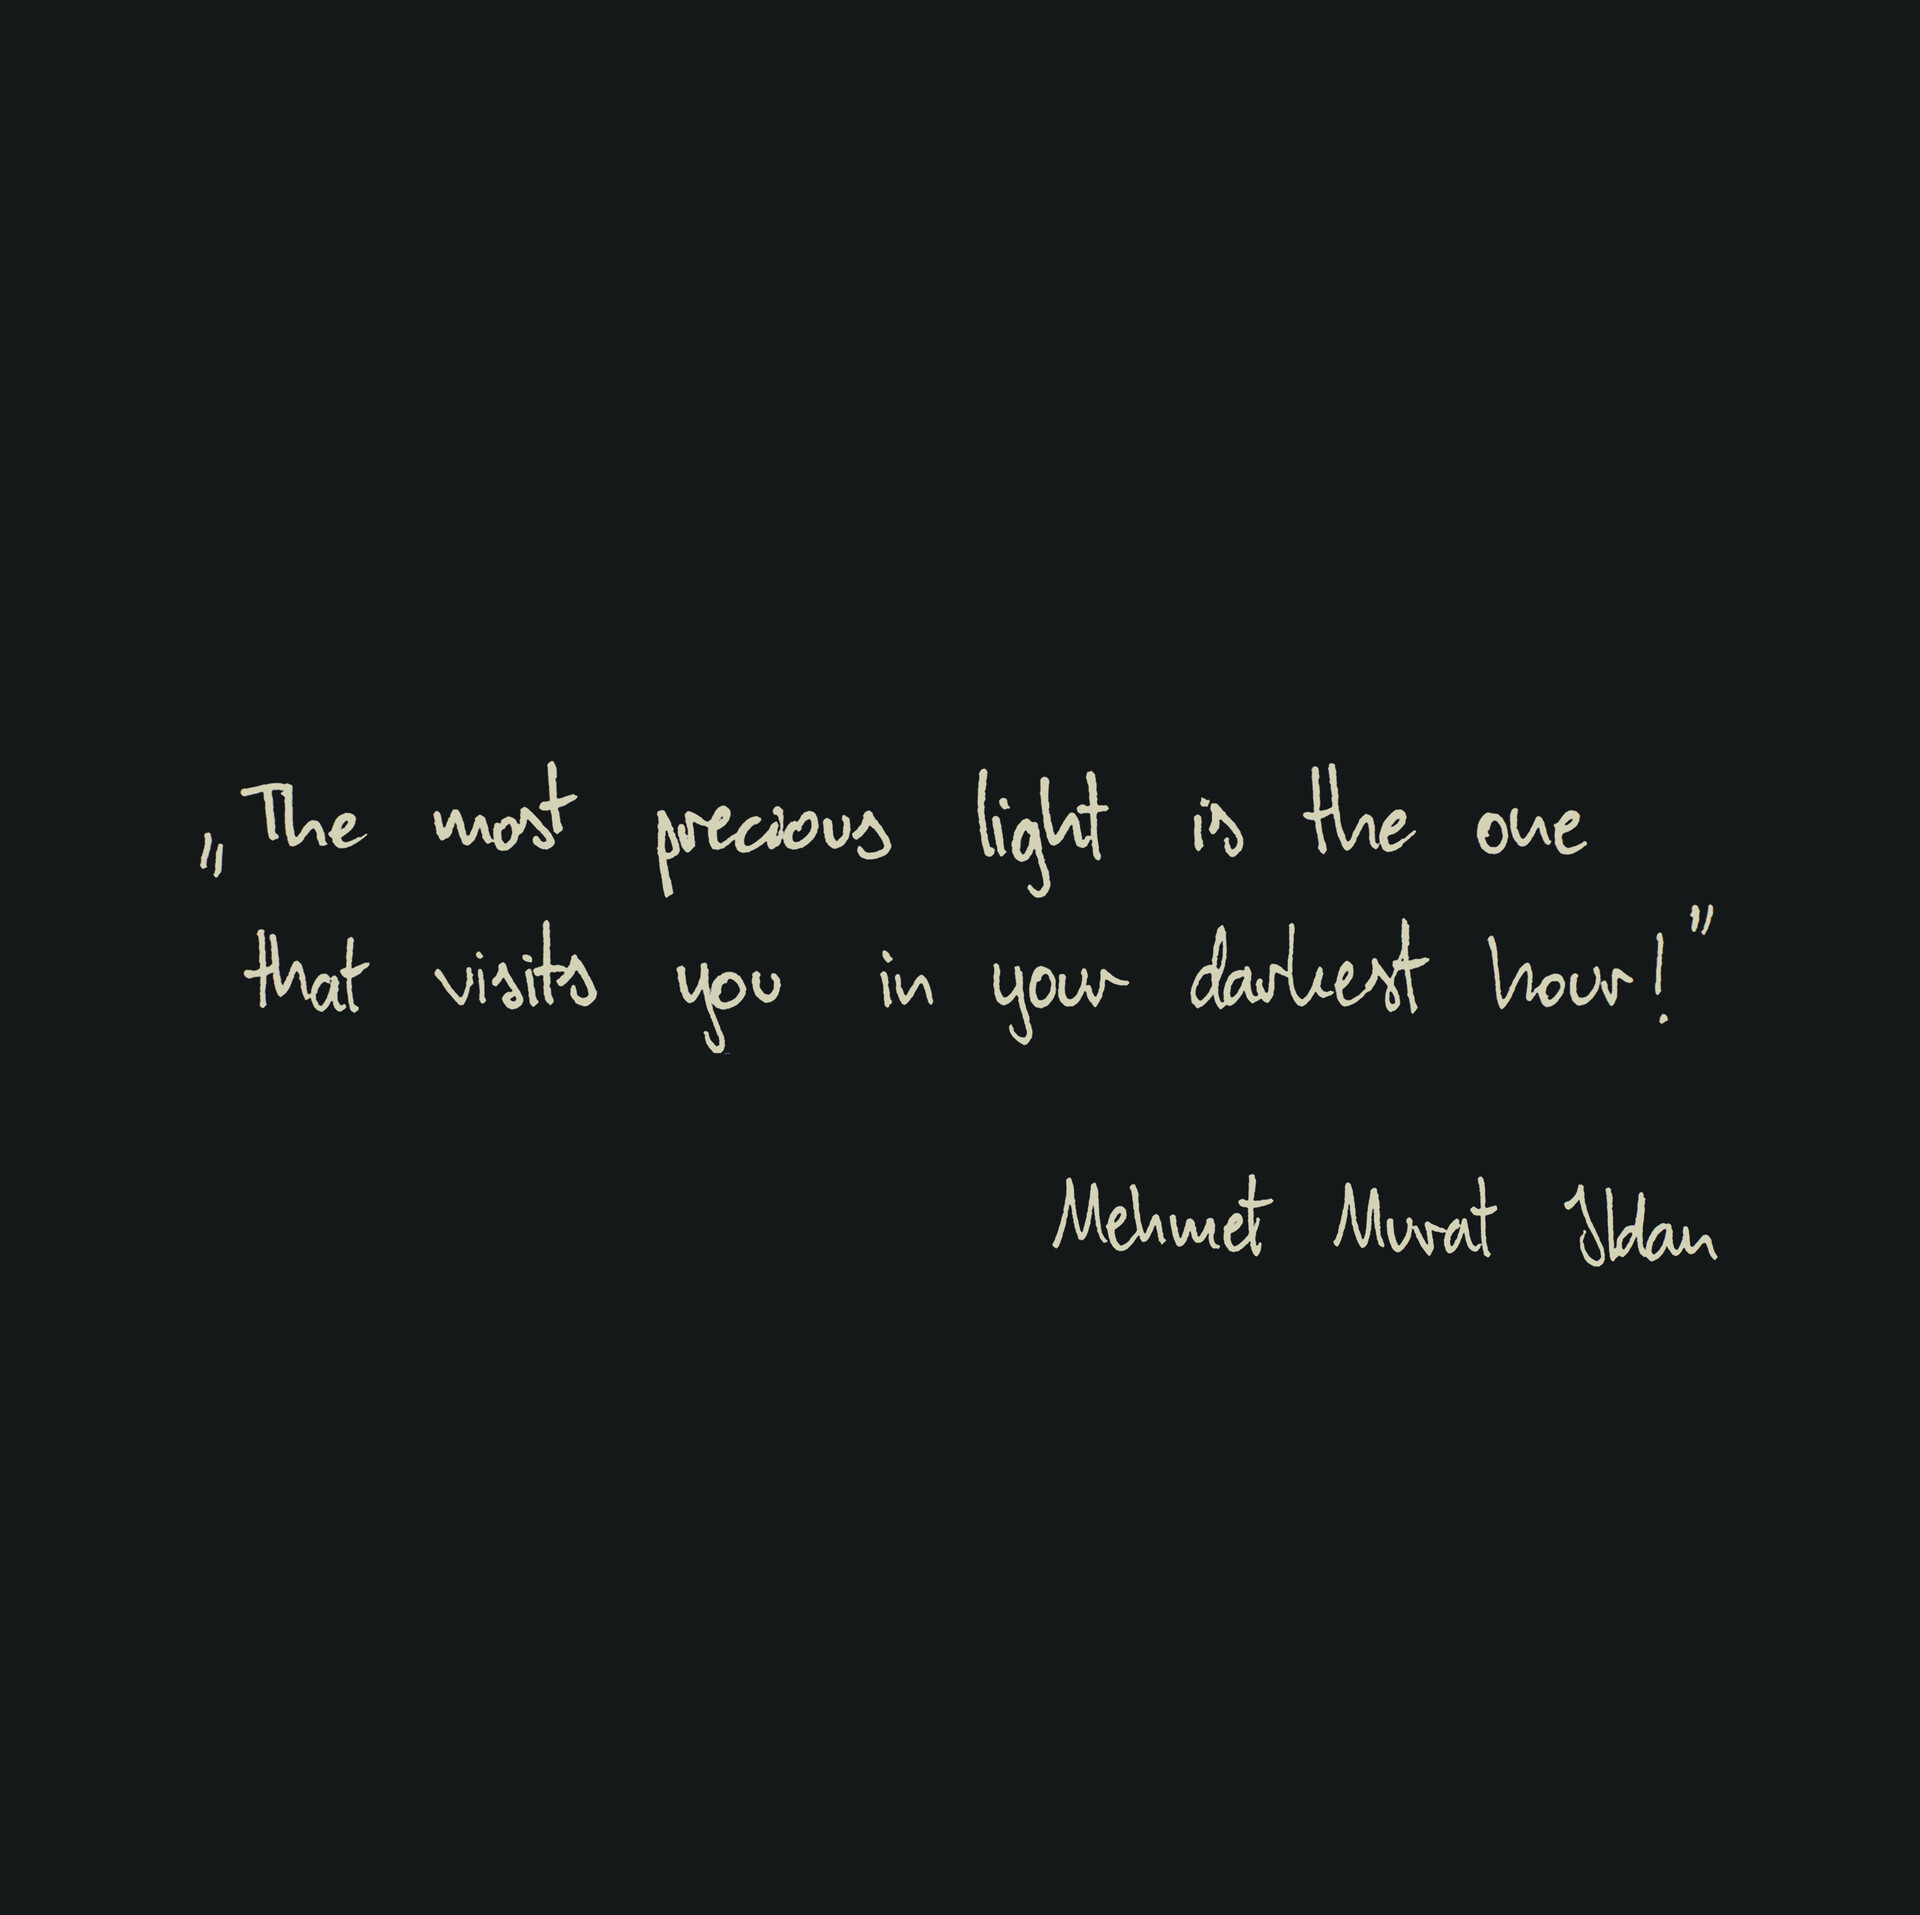 „The most precious light is the one
that visits you in your darkest hour!”
Mehmet Murat Ildan